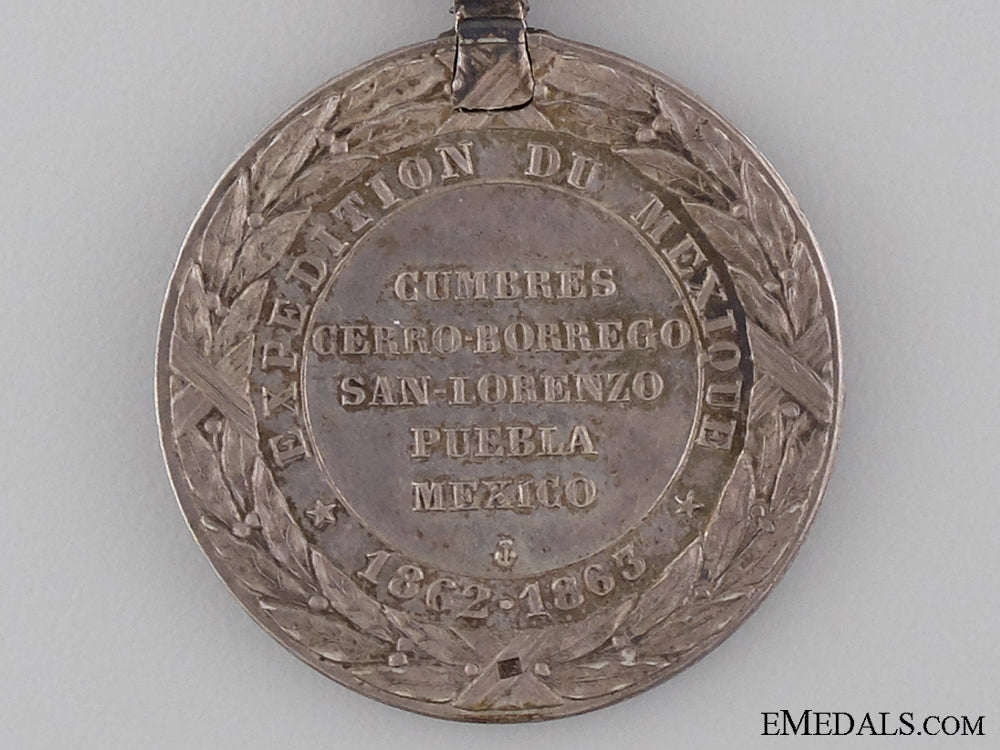 EXPEDITION DU MEXIQUE
CUMBRES
CERRO-BORREGO
SAN-LORENZO
PUEBLA
MEXICO
1862·1863
EMEDALS.COM